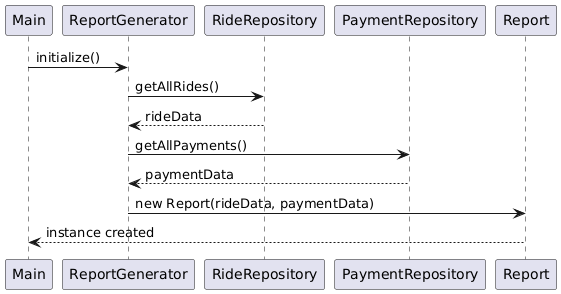 Main ReportGenerator RideRepository PaymentRepository Report
initialize()
getAllRides()
rideData
getAllPayments()
paymentData
new Report(rideData, paymentData)
instance created
Main ReportGenerator RideRepository PaymentRepository Report